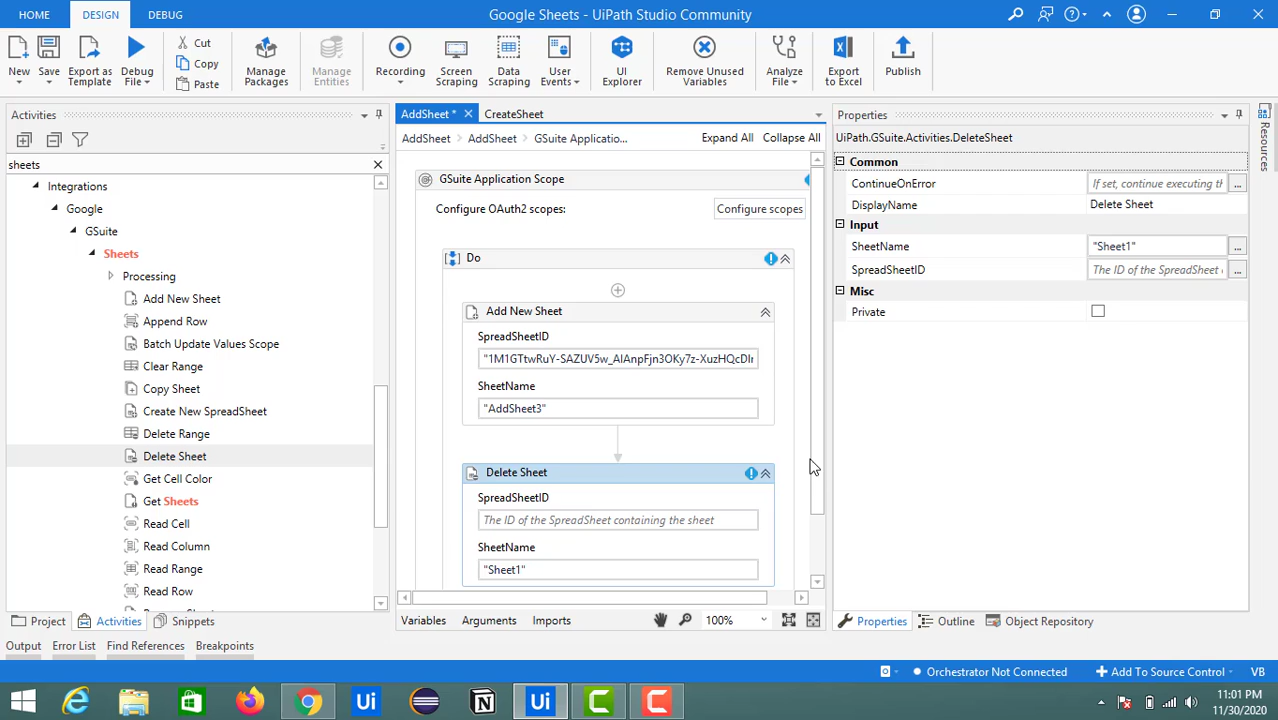 HOME
DESIGN
DEBUG
Google Sheets - UiPath Studio Community
New
Save
Export as Template
Debug File
Cut
Copy
Paste
Manage Packages
Manage Entities
Recording
Screen Scraping
Data Scraping
User Events
UI Explorer
Remove Unused Variables
Analyze File
Export to Excel
Publish
Activities
sheets
Integrations
Google
GSuite
Sheets
Processing
Add New Sheet
Append Row
Batch Update Values Scope
Clear Range
Copy Sheet
Create New SpreadSheet
Delete Range
Delete Sheet
Get Cell Color
Get Sheets
Read Cell
Read Column
Read Range
Read Row
Project
Activities
Snippets
AddSheet *
CreateSheet
AddSheet > AddSheet > GSuite Applicatio...
Expand All
Collapse All
GSuite Application Scope
Configure OAuth2 scopes:
Configure scopes
Do
Add New Sheet
SpreadSheetID
SheetName
"AddSheet3"
Delete Sheet
SpreadSheetID
The ID of the SpreadSheet containing the sheet
SheetName
"Sheet1"
Variables
Arguments
Imports
100%
Properties
UiPath.GSuite.Activities.DeleteSheet
Common
ContinueOnError
If set, continue executing th
...
DisplayName
Delete Sheet
Input
SheetName
"Sheet1"
...
SpreadSheetID
The ID of the SpreadSheet
...
Misc
Private
Properties
Outline
Object Repository
Resources
Output
Error List
Find References
Breakpoints
Orchestrator Not Connected
Add To Source Control
VB
11:01 PM
11/30/2020